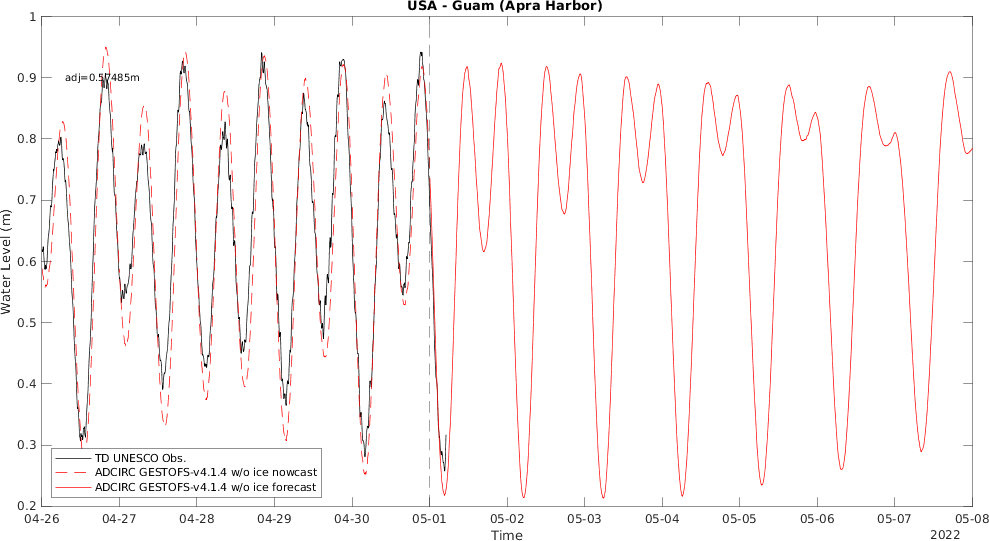 USA - Guam (Apra Harbor)
Water Level (m)
1
0.9
0.8
0.7
0.6
0.5
0.4
0.3
0.2
adj=0.57485m
TD UNESCO Obs.
ADCIRC GESTOFS-v4.1.4 w/o ice nowcast
ADCIRC GESTOFS-v4.1.4 w/o ice forecast
04-26 04-27 04-28 04-29 04-30 05-01 05-02 05-03 05-04 05-05 05-06 05-07 05-08
Time
2022